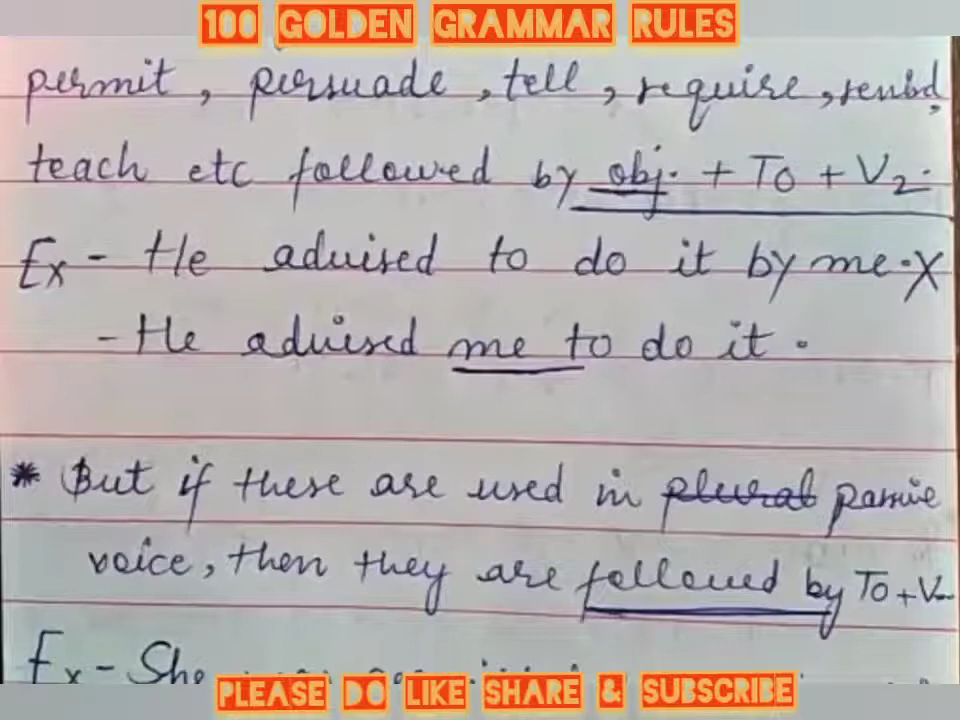 100 GOLDEN GRAMMAR RULES
permit, persuade, tell, require,
teach etc followed by obj. + To + V2.
Ex - He advised to do it by me. X
- He advised me to do it.
* But if these are used in plural passive
voice, then they are followed by To + V
Ex - She
PLEASE DO LIKE SHARE & SUBSCRIBE